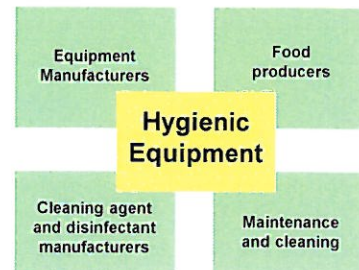 Equipment
Manufacturers
Food
producers
Hygienic
Equipment
Cleaning agent
and disinfectant
manufacturers
Maintenance
and cleaning